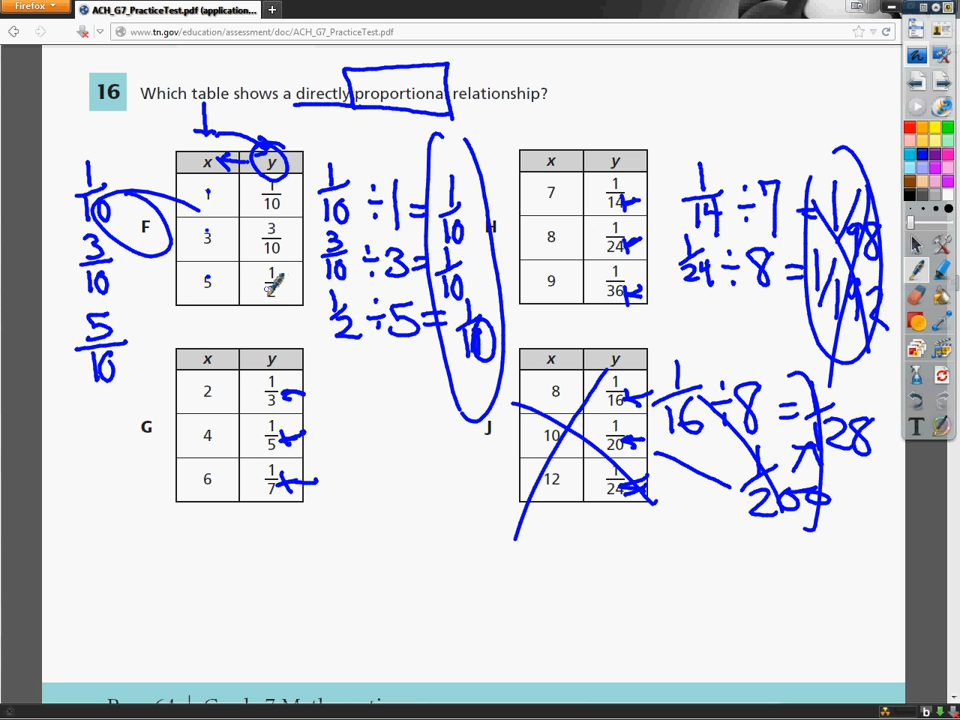 Firefox
ACH_G7_PracticeTest.pdf (application...
www.tn.gov/education/assessment/doc/ACH_G7_PracticeTest.pdf
16 Which table shows a directly proportional relationship?
F
x y
1 1/10
3 3/10
5 1/2
1/10
3/10
5/10
1/10 ÷ 1 = 1/10
3/10 ÷ 3 = 1/10
1/2 ÷ 5 = 1/10
H
x y
7 1/14
8 1/24
9 1/36
1/14 ÷ 7 = 1/98
1/24 ÷ 8 = 1/192
G
x y
2 1/3
4 1/5
6 1/7
J
x y
8 1/16
10 1/20
12 1/24
1/16 ÷ 8 = 1/128
1/200
Grade 7 Mathematics